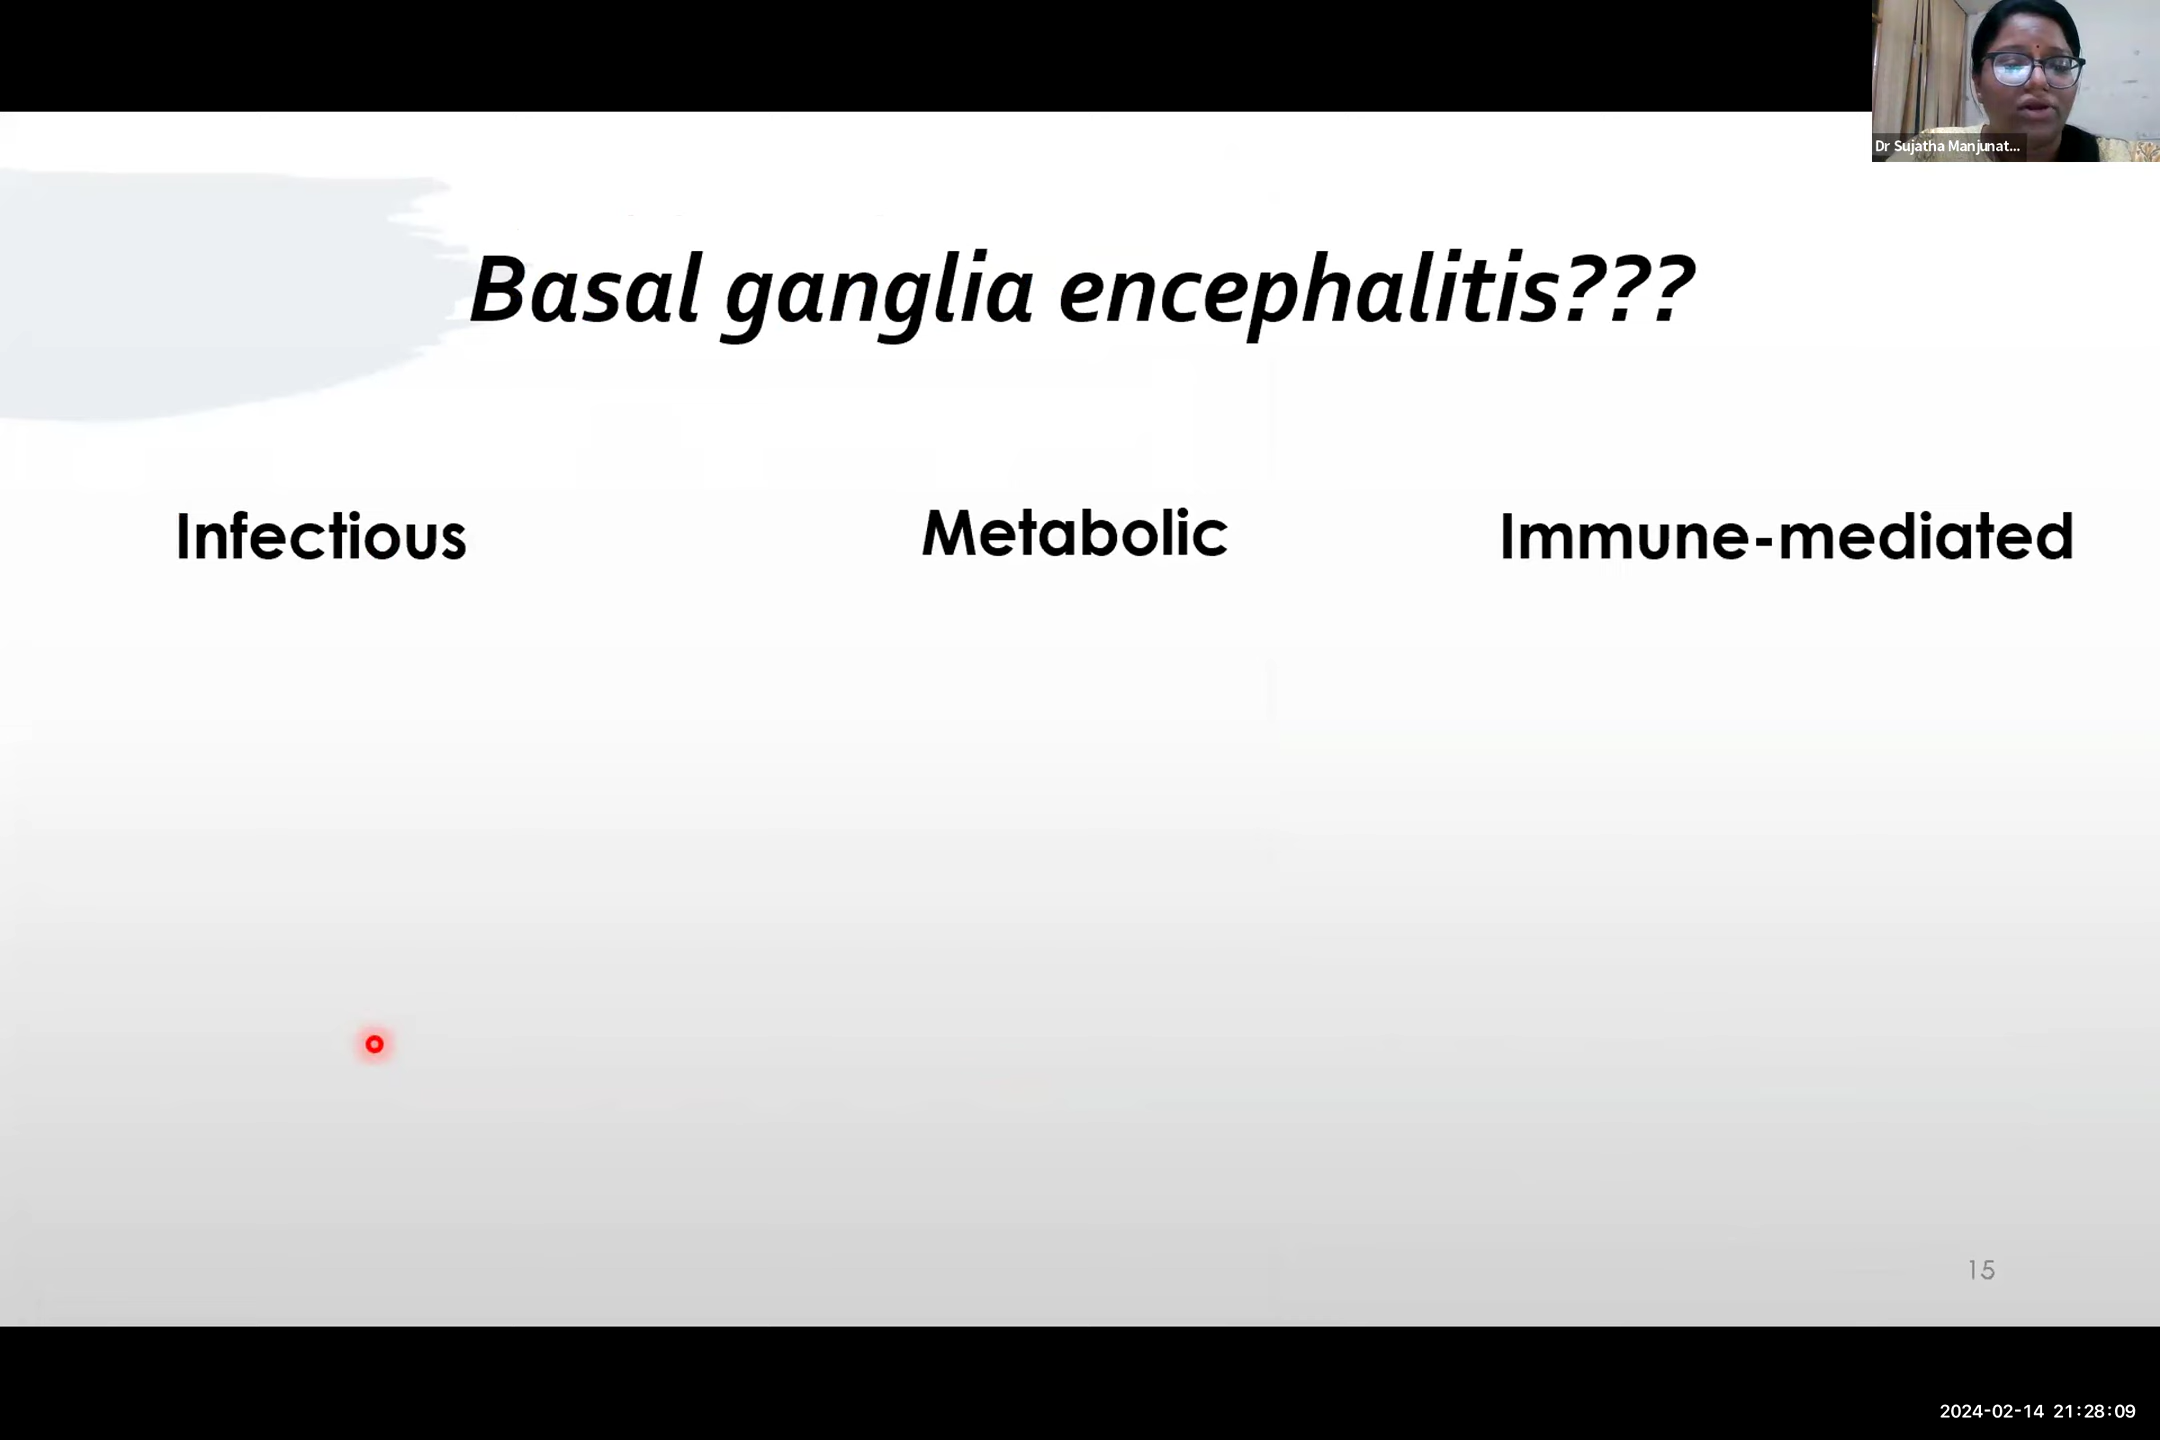 Dr Sujatha Manjunat...
Basal ganglia encephalitis???
Infectious
Metabolic
Immune-mediated
15
2024-02-14 21:28:09